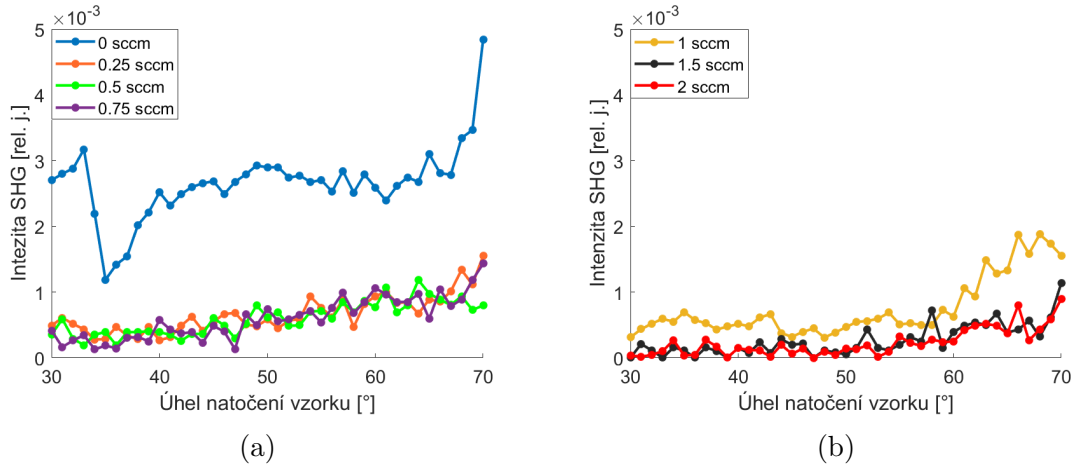 ×10⁻³
5
4
3
2
1
0
Intezita SHG [rel. j.]
0 sccm
0.25 sccm
0.5 sccm
0.75 sccm
30
40
50
60
70
Úhel natočení vzorku [°]
(a)
×10⁻³
5
4
3
2
1
0
Intenzita SHG [rel. j.]
1 sccm
1.5 sccm
2 sccm
30
40
50
60
70
Úhel natočení vzorku [°]
(b)